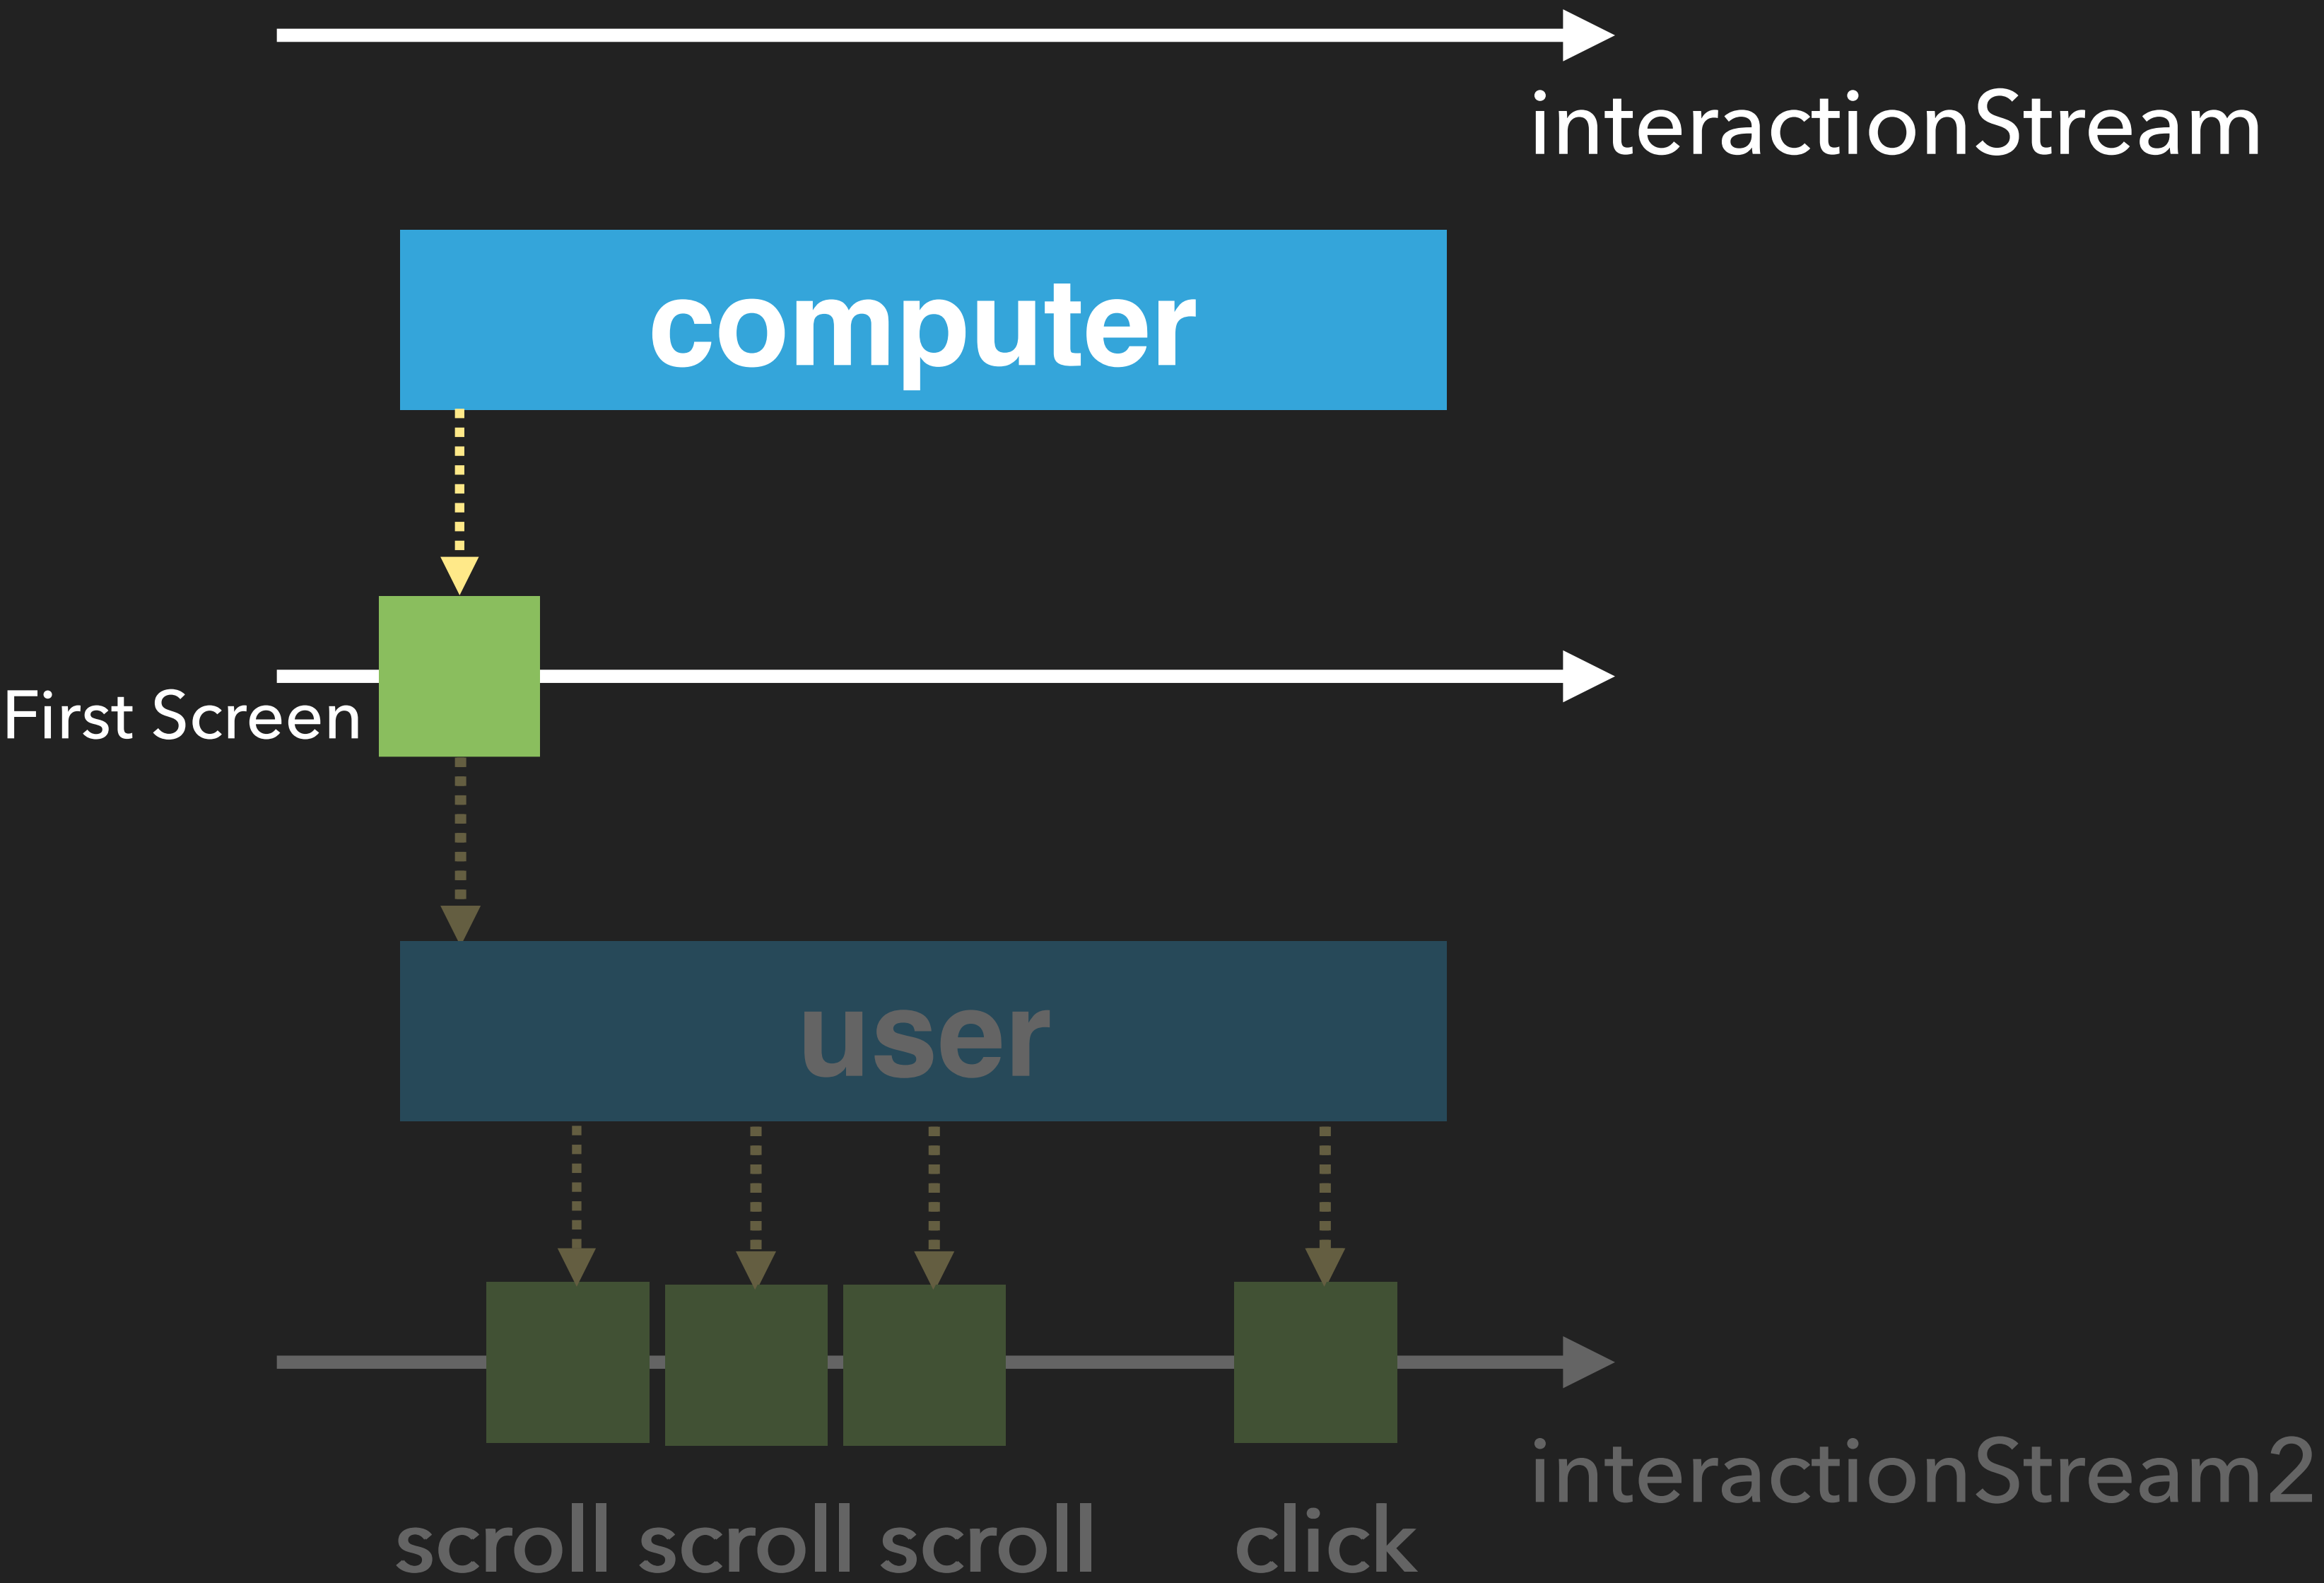 interactionStream
computer
First Screen
user
interactionStream2
scroll scroll scroll click